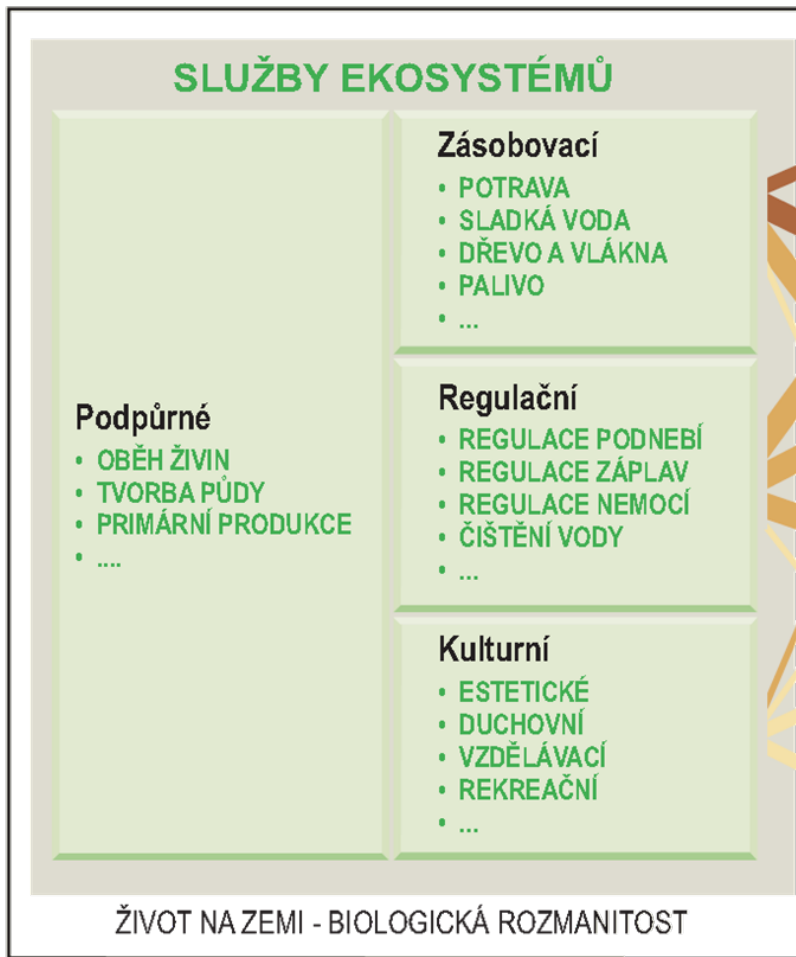 SLUŽBY EKOSYSTÉMŮ
Podpůrné
• OBĚH ŽIVIN
• TVORBA PŮDY
• PRIMÁRNÍ PRODUKCE
• ....
Zásobovací
• POTRAVA
• SLADKÁ VODA
• DŘEVO A VLÁKNA
• PALIVO
• ...
Regulační
• REGULACE PODNEBÍ
• REGULACE ZÁPLAV
• REGULACE NEMOCÍ
• ČIŠTĚNÍ VODY
• ...
Kulturní
• ESTETICKÉ
• DUCHOVNÍ
• VZDĚLÁVACÍ
• REKREAČNÍ
• ...
ŽIVOT NA ZEMI - BIOLOGICKÁ ROZMANITOST